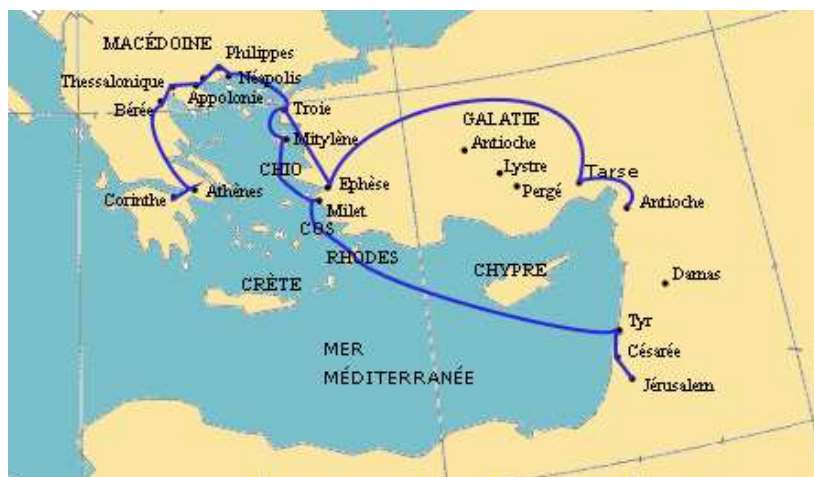 MACÉDOINE
Philippes
Thessalonique
Néapolis
Appolonie
Bérée
Troie
GALATIE
Mitylène
Antioche
CHIO
Lystre
Tarse
Ephèse
Pergé
Athènes
Corinthe
Milet
Antioche
COS
RHODES
CHYPRE
Damas
CRÈTE
Tyr
MER
MÉDITERRANÉE
Césarée
Jérusalem